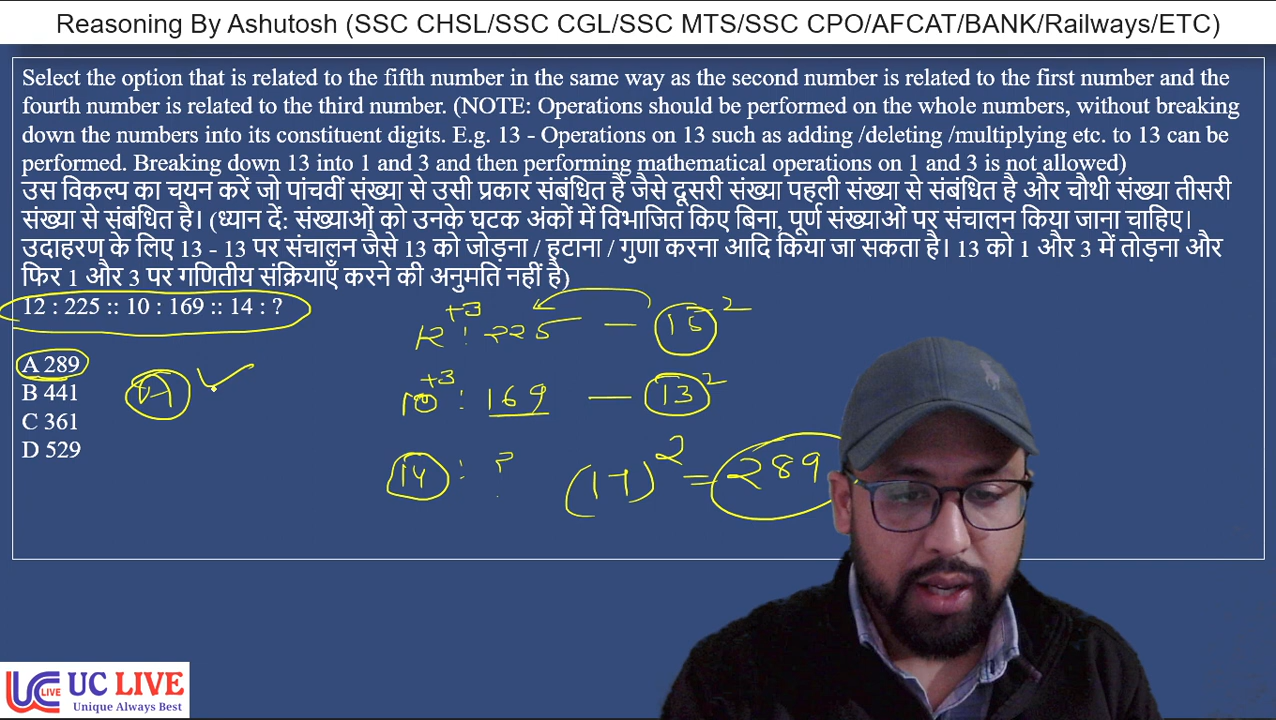 Reasoning By Ashutosh (SSC CHSL/SSC CGL/SSC MTS/SSC CPO/AFCAT/BANK/Railways/ETC)
Select the option that is related to the fifth number in the same way as the second number is related to the first number and the
fourth number is related to the third number. (NOTE: Operations should be performed on the whole numbers, without breaking
down the numbers into its constituent digits. E.g. 13 - Operations on 13 such as adding /deleting /multiplying etc. to 13 can be
performed. Breaking down 13 into 1 and 3 and then performing mathematical operations on 1 and 3 is not allowed)
उस विकल्प का चयन करें जो पांचवीं संख्या से उसी प्रकार संबंधित है जैसे दूसरी संख्या पहली संख्या से संबंधित है और चौथी संख्या तीसरी
संख्या से संबंधित है। (ध्यान दें: संख्याओं को उनके घटक अंकों में विभाजित किए बिना, पूर्ण संख्याओं पर संचालन किया जाना चाहिए।
उदाहरण के लिए 13 - 13 पर संचालन जैसे 13 को जोड़ना / हटाना / गुणा करना आदि किया जा सकता है। 13 को 1 और 3 में तोड़ना और
फिर 1 और 3 पर गणितीय संक्रियाएँ करने की अनुमति नहीं है)
12 : 225 :: 10 : 169 :: 14 : ?
A 289
B 441
C 361
D 529
A
12 +3 : 225 — 15²
10 +3 : 169 — 13²
14 : ? (17)² = 289
LIVE
UC LIVE
Unique Always Best